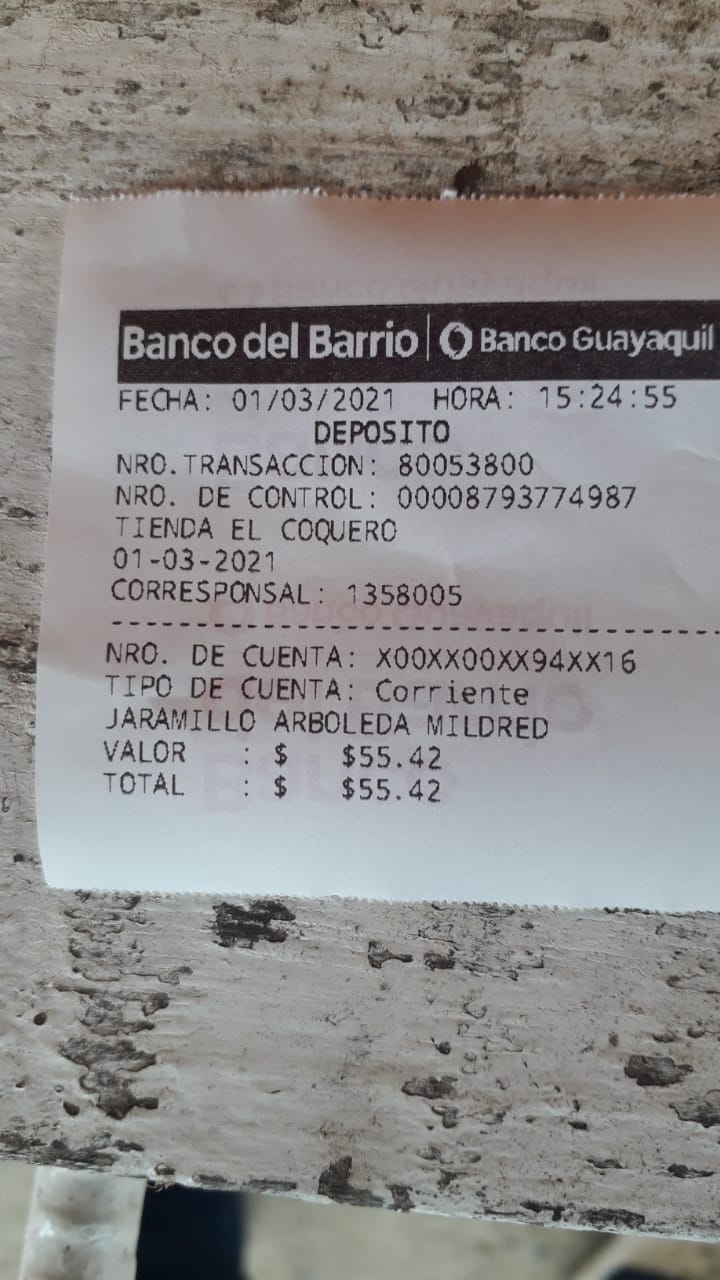 Banco del Barrio | Banco Guayaquil
FECHA: 01/03/2021 HORA: 15:24:55
DEPOSITO
NRO.TRANSACCION: 80053800
NRO. DE CONTROL: 00008793774987
TIENDA EL COQUERO
01-03-2021
CORRESPONSAL: 1358005
NRO. DE CUENTA: X00XX00XX94XX16
TIPO DE CUENTA: Corriente
JARAMILLO ARBOLEDA MILDRED
VALOR : $ $55.42
TOTAL : $ $55.42